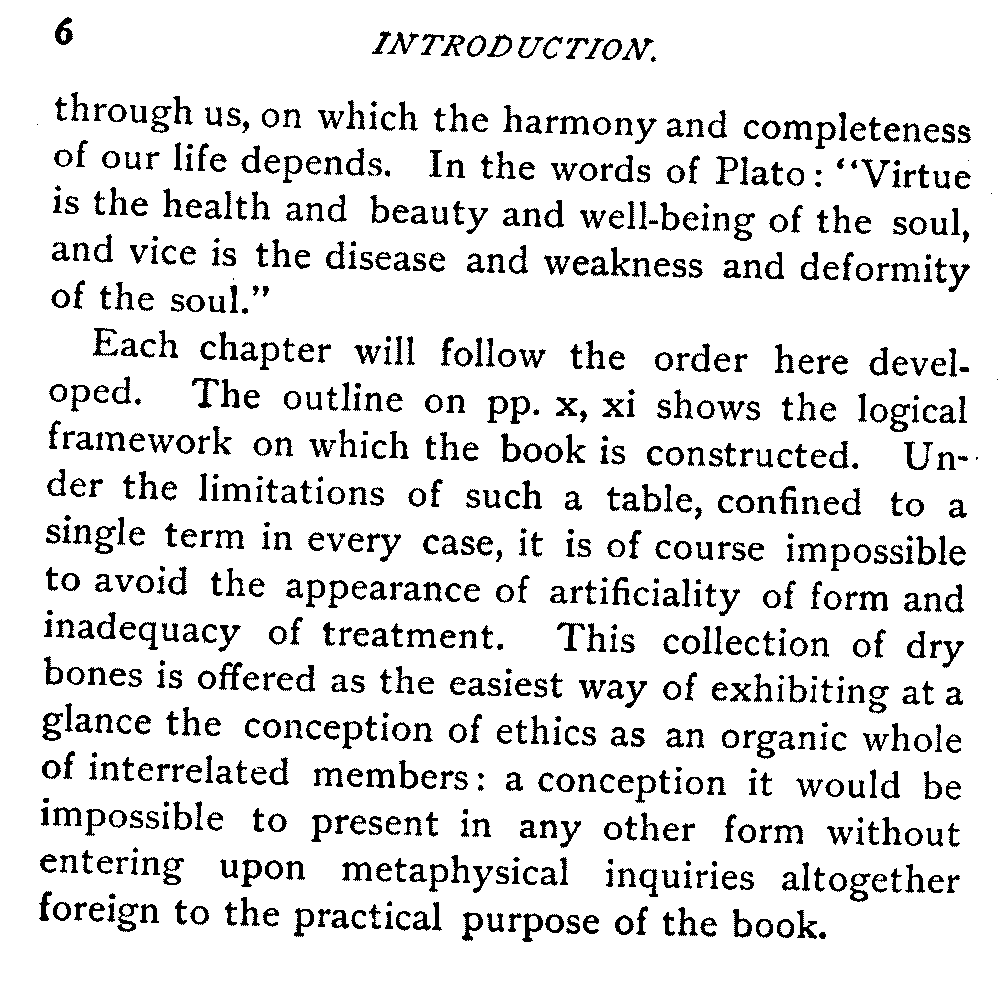 6
INTRODUCTION.
through us, on which the harmony and completeness
of our life depends. In the words of Plato: “Virtue
is the health and beauty and well-being of the soul,
and vice is the disease and weakness and deformity
of the soul.”
Each chapter will follow the order here devel-
oped. The outline on pp. x, xi shows the logical
framework on which the book is constructed. Un-
der the limitations of such a table, confined to a
single term in every case, it is of course impossible
to avoid the appearance of artificiality of form and
inadequacy of treatment. This collection of dry
bones is offered as the easiest way of exhibiting at a
glance the conception of ethics as an organic whole
of interrelated members: a conception it would be
impossible to present in any other form without
entering upon metaphysical inquiries altogether
foreign to the practical purpose of the book.